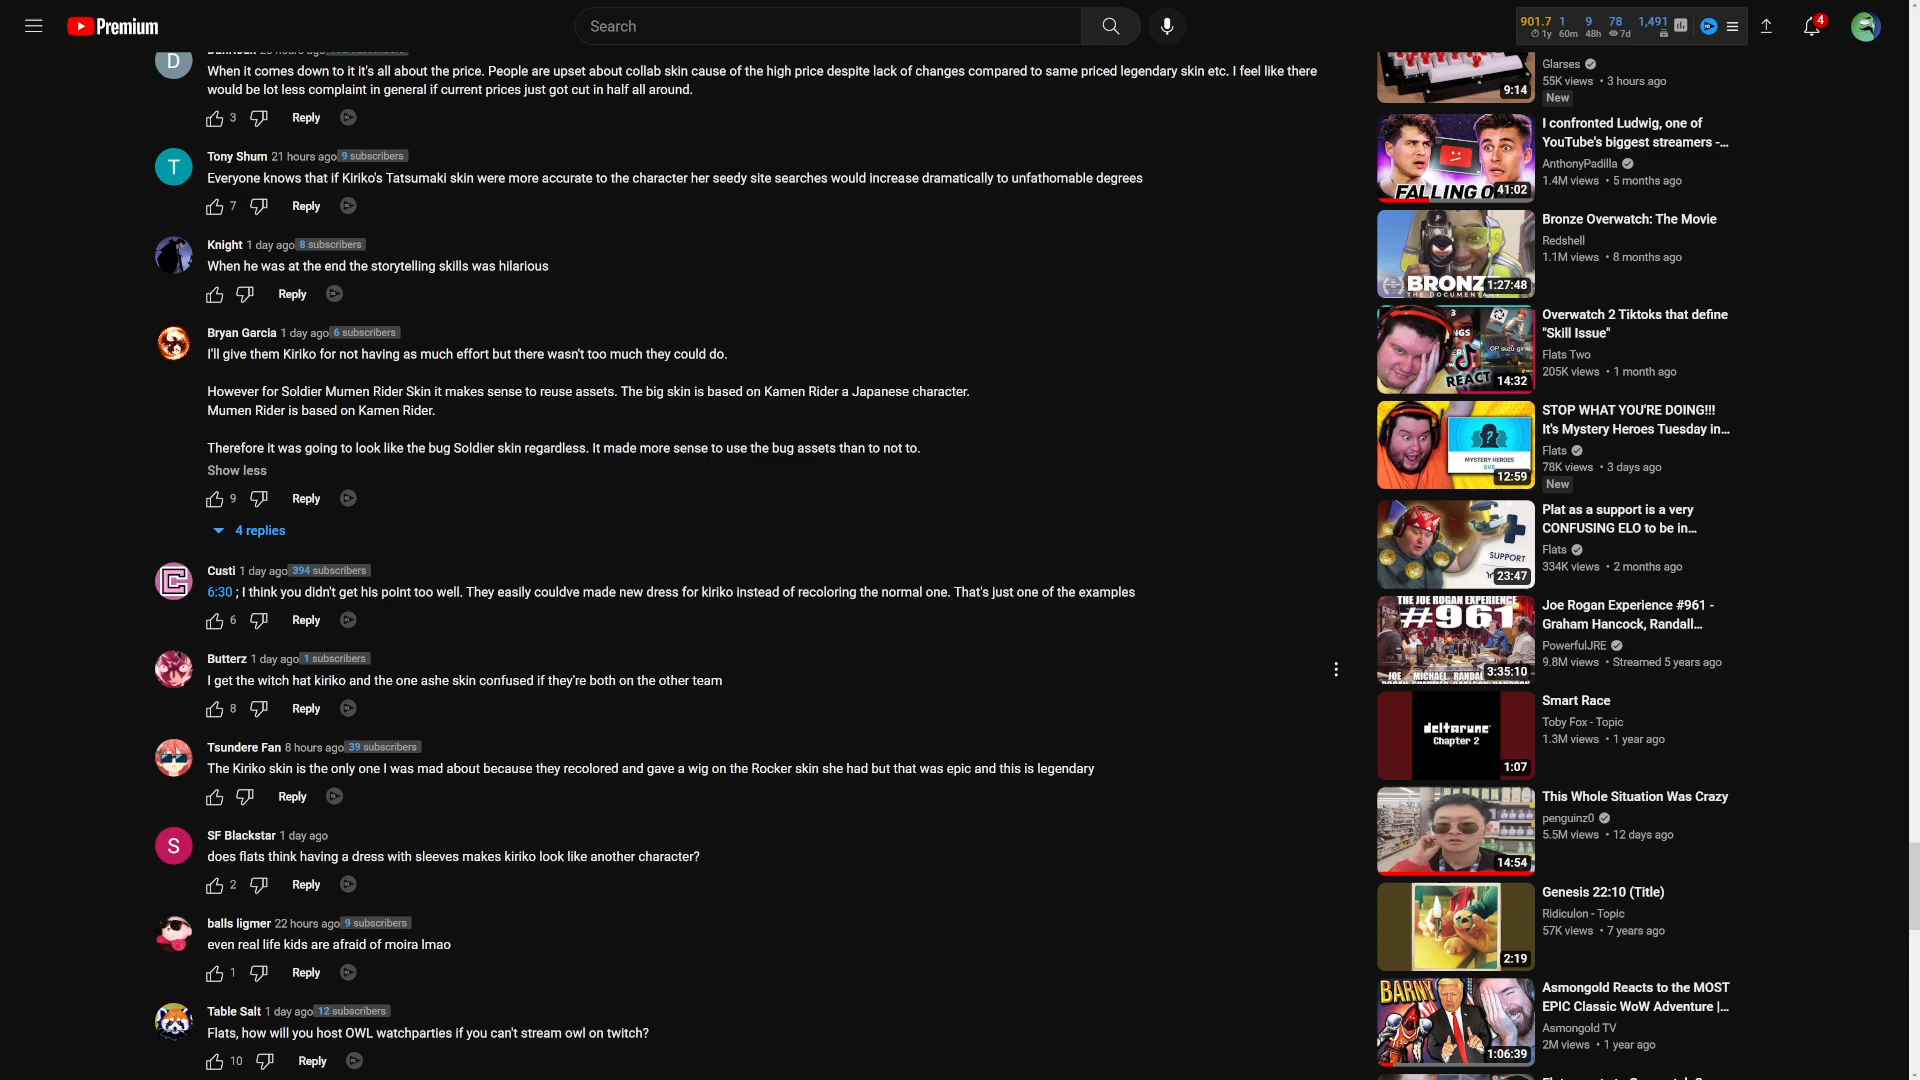 Premium
Search
901.7 1 9 78 1,491
1y 60m 48h 7d
4
D
When it comes down to it it's all about the price. People are upset about collab skin cause of the high price despite lack of changes compared to same priced legendary skin etc. I feel like there
would be lot less complaint in general if current prices just got cut in half all around.
3 Reply
T
Tony Shum 21 hours ago 9 subscribers
Everyone knows that if Kiriko's Tatsumaki skin were more accurate to the character her seedy site searches would increase dramatically to unfathomable degrees
7 Reply
Knight 1 day ago 8 subscribers
When he was at the end the storytelling skills was hilarious
Reply
Bryan Garcia 1 day ago 6 subscribers
I'll give them Kiriko for not having as much effort but there wasn't too much they could do.
However for Soldier Mumen Rider Skin it makes sense to reuse assets. The big skin is based on Kamen Rider a Japanese character.
Mumen Rider is based on Kamen Rider.
Therefore it was going to look like the bug Soldier skin regardless. It made more sense to use the bug assets than to not to.
Show less
9 Reply
4 replies
Custi 1 day ago 394 subscribers
6:30 ; I think you didn't get his point too well. They easily couldve made new dress for kiriko instead of recoloring the normal one. That's just one of the examples
6 Reply
Butterz 1 day ago 1 subscribers
I get the witch hat kiriko and the one ashe skin confused if they're both on the other team
8 Reply
Tsundere Fan 8 hours ago 39 subscribers
The Kiriko skin is the only one I was mad about because they recolored and gave a wig on the Rocker skin she had but that was epic and this is legendary
Reply
S
SF Blackstar 1 day ago
does flats think having a dress with sleeves makes kiriko look like another character?
2 Reply
balls ligmer 22 hours ago 9 subscribers
even real life kids are afraid of moira lmao
1 Reply
Table Salt 1 day ago 12 subscribers
Flats, how will you host OWL watchparties if you can't stream owl on twitch?
10 Reply
9:14
Glarses
55K views • 3 hours ago
New
FALLING O
41:02
I confronted Ludwig, one of
YouTube's biggest streamers -...
AnthonyPadilla
1.4M views • 5 months ago
BRONZ
THE DOCUMENTA
1:27:48
Bronze Overwatch: The Movie
Redshell
1.1M views • 8 months ago
REACT
14:32
Overwatch 2 Tiktoks that define
"Skill Issue"
Flats Two
205K views • 1 month ago
MYSTERY HEROES
5V5
12:59
STOP WHAT YOU'RE DOING!!!
It's Mystery Heroes Tuesday in...
Flats
78K views • 3 days ago
New
SUPPORT
23:47
Plat as a support is a very
CONFUSING ELO to be in...
Flats
334K views • 2 months ago
THE JOE ROGAN EXPERIENCE
#961
JOE MICHAEL RANDAL
3:35:10
Joe Rogan Experience #961 -
Graham Hancock, Randall...
PowerfulJRE
9.8M views • Streamed 5 years ago
deltarune
Chapter 2
1:07
Smart Race
Toby Fox - Topic
1.3M views • 1 year ago
14:54
This Whole Situation Was Crazy
penguinz0
5.5M views • 12 days ago
2:19
Genesis 22:10 (Title)
Ridiculon - Topic
57K views • 7 years ago
BARNY
1:06:39
Asmongold Reacts to the MOST
EPIC Classic WoW Adventure |...
Asmongold TV
2M views • 1 year ago